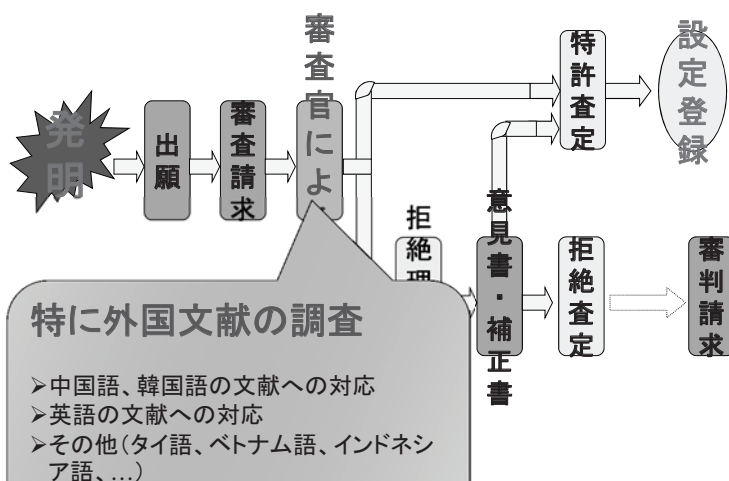 発明
出願
審査請求
審査官によ
特許査定
設定登録
拒絶理
意見書・補正書
拒絶査定
審判請求
特に外国文献の調査
➢中国語、韓国語の文献への対応
➢英語の文献への対応
➢その他(タイ語、ベトナム語、インドネシ
ア語、…)